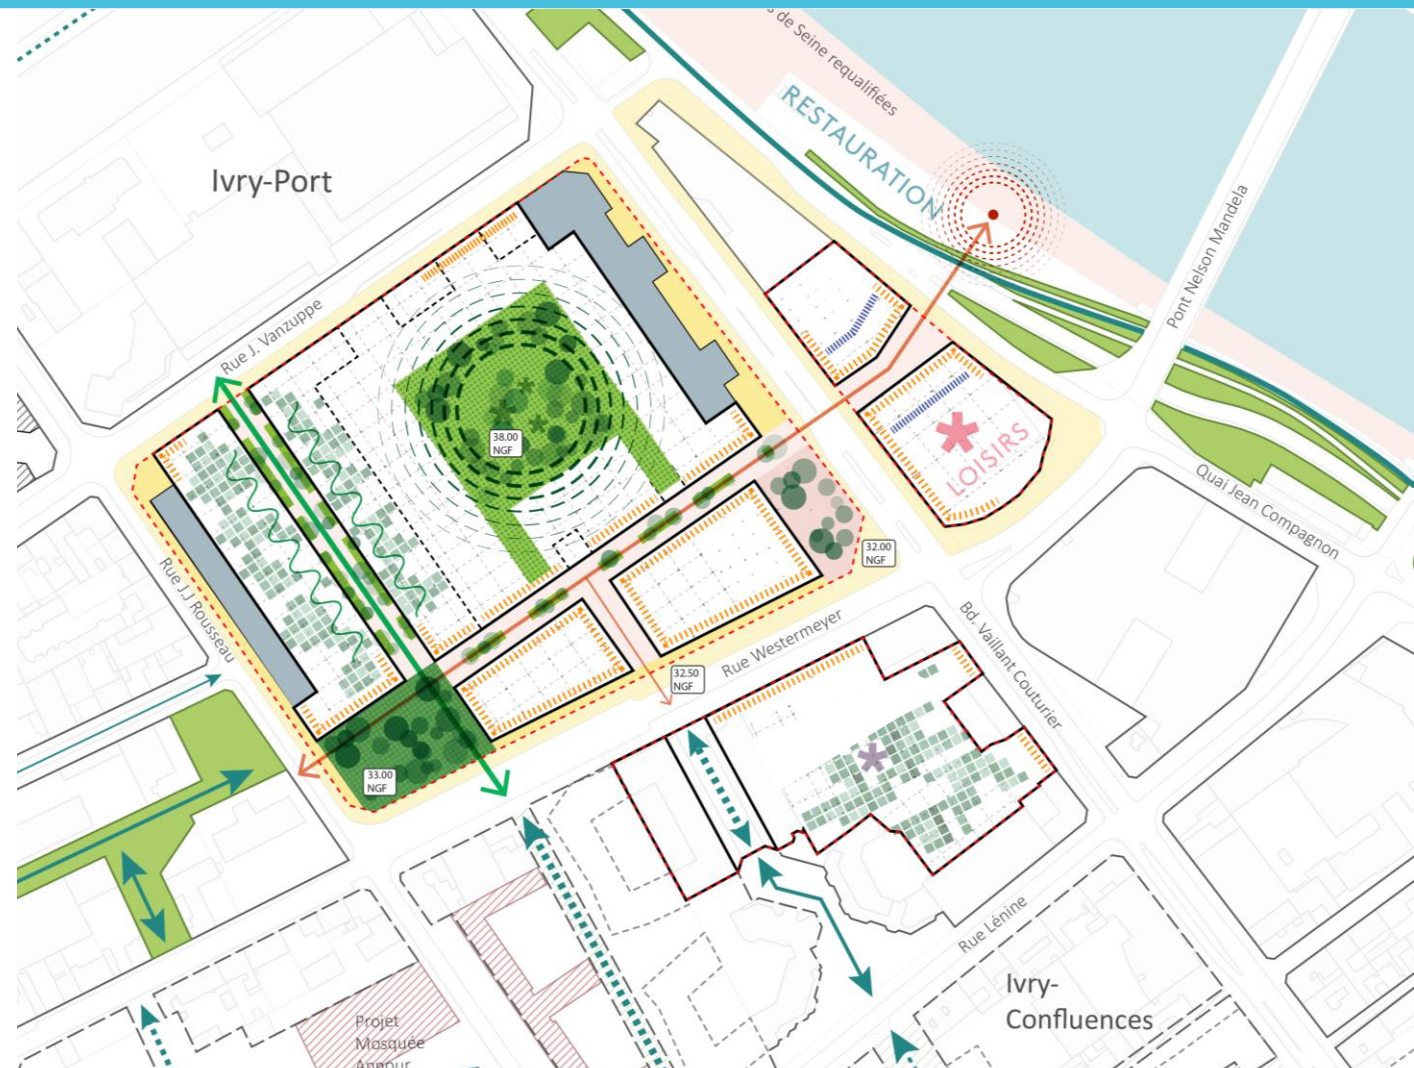 s de Seine requalifiées
RESTAURATION
Ivry-Port
Pont Nelson Mandela
Rue J. Vanzuppe
LOISIRS
38.00
NGF
Quai Jean Compagnon
32.00
NGF
Rue J.J Rousseau
Bd. Vaillant Couturier
Rue Westermeyer
32.50
NGF
33.00
NGF
Rue Lénine
Ivry-
Confluences
Projet
Mosquée
Annour